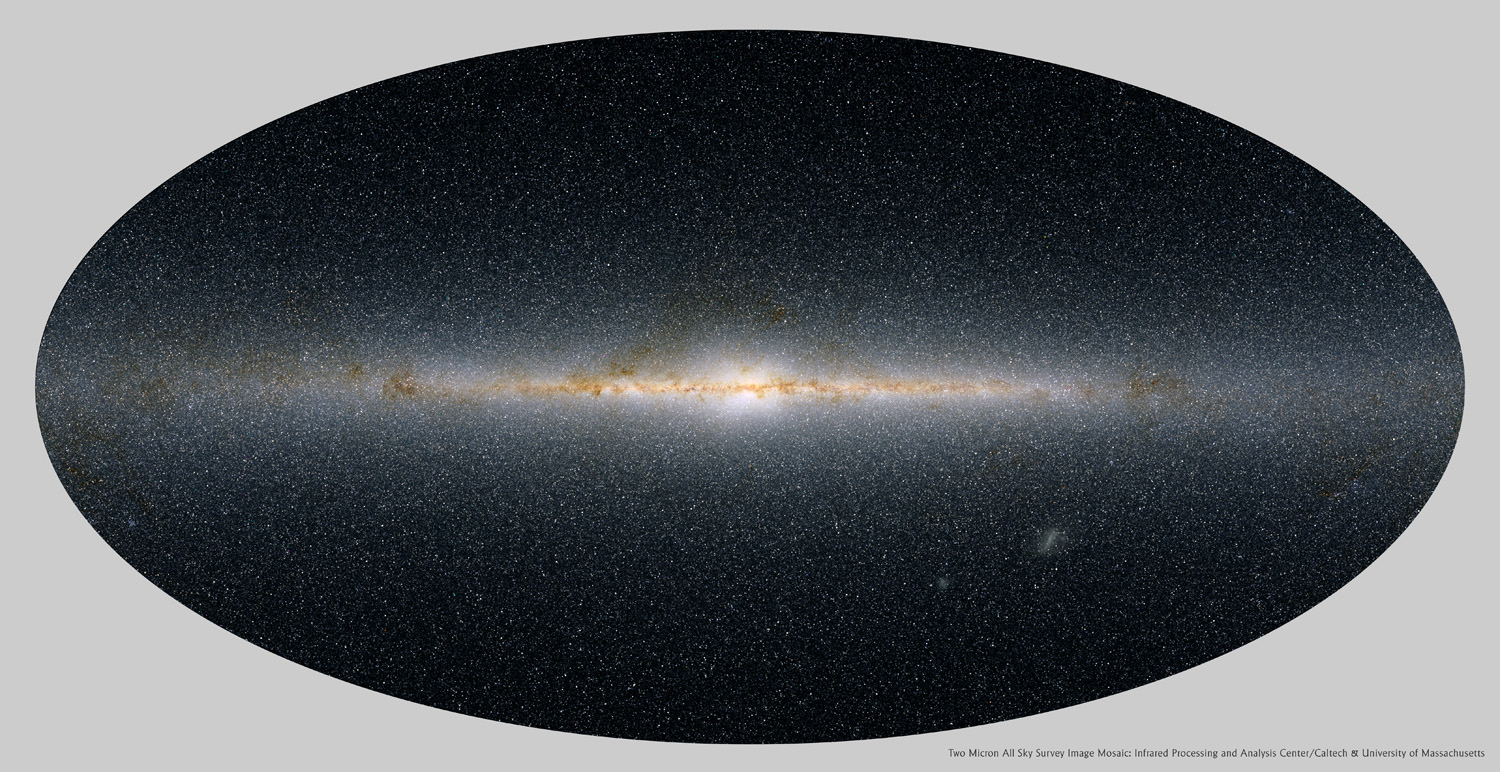 Two Micron All Sky Survey Image Mosaic: Infrared Processing and Analysis Center/Caltech & University of Massachusetts